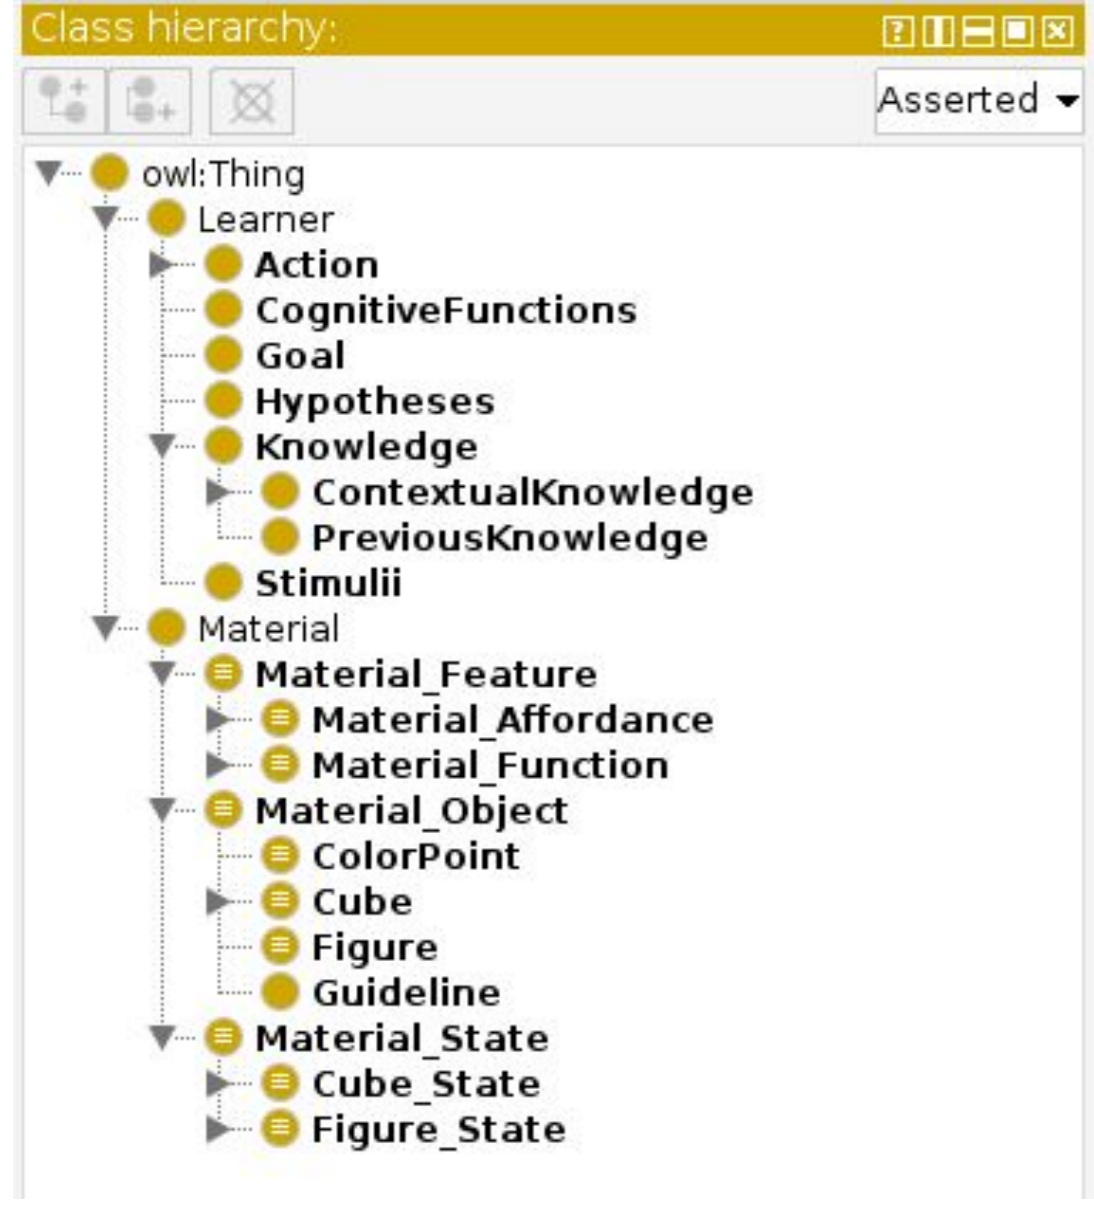 Class hierarchy:
Asserted
owl:Thing
Learner
Action
CognitiveFunctions
Goal
Hypotheses
Knowledge
ContextualKnowledge
PreviousKnowledge
Stimulii
Material
Material_Feature
Material_Affordance
Material_Function
Material_Object
ColorPoint
Cube
Figure
Guideline
Material_State
Cube_State
Figure_State